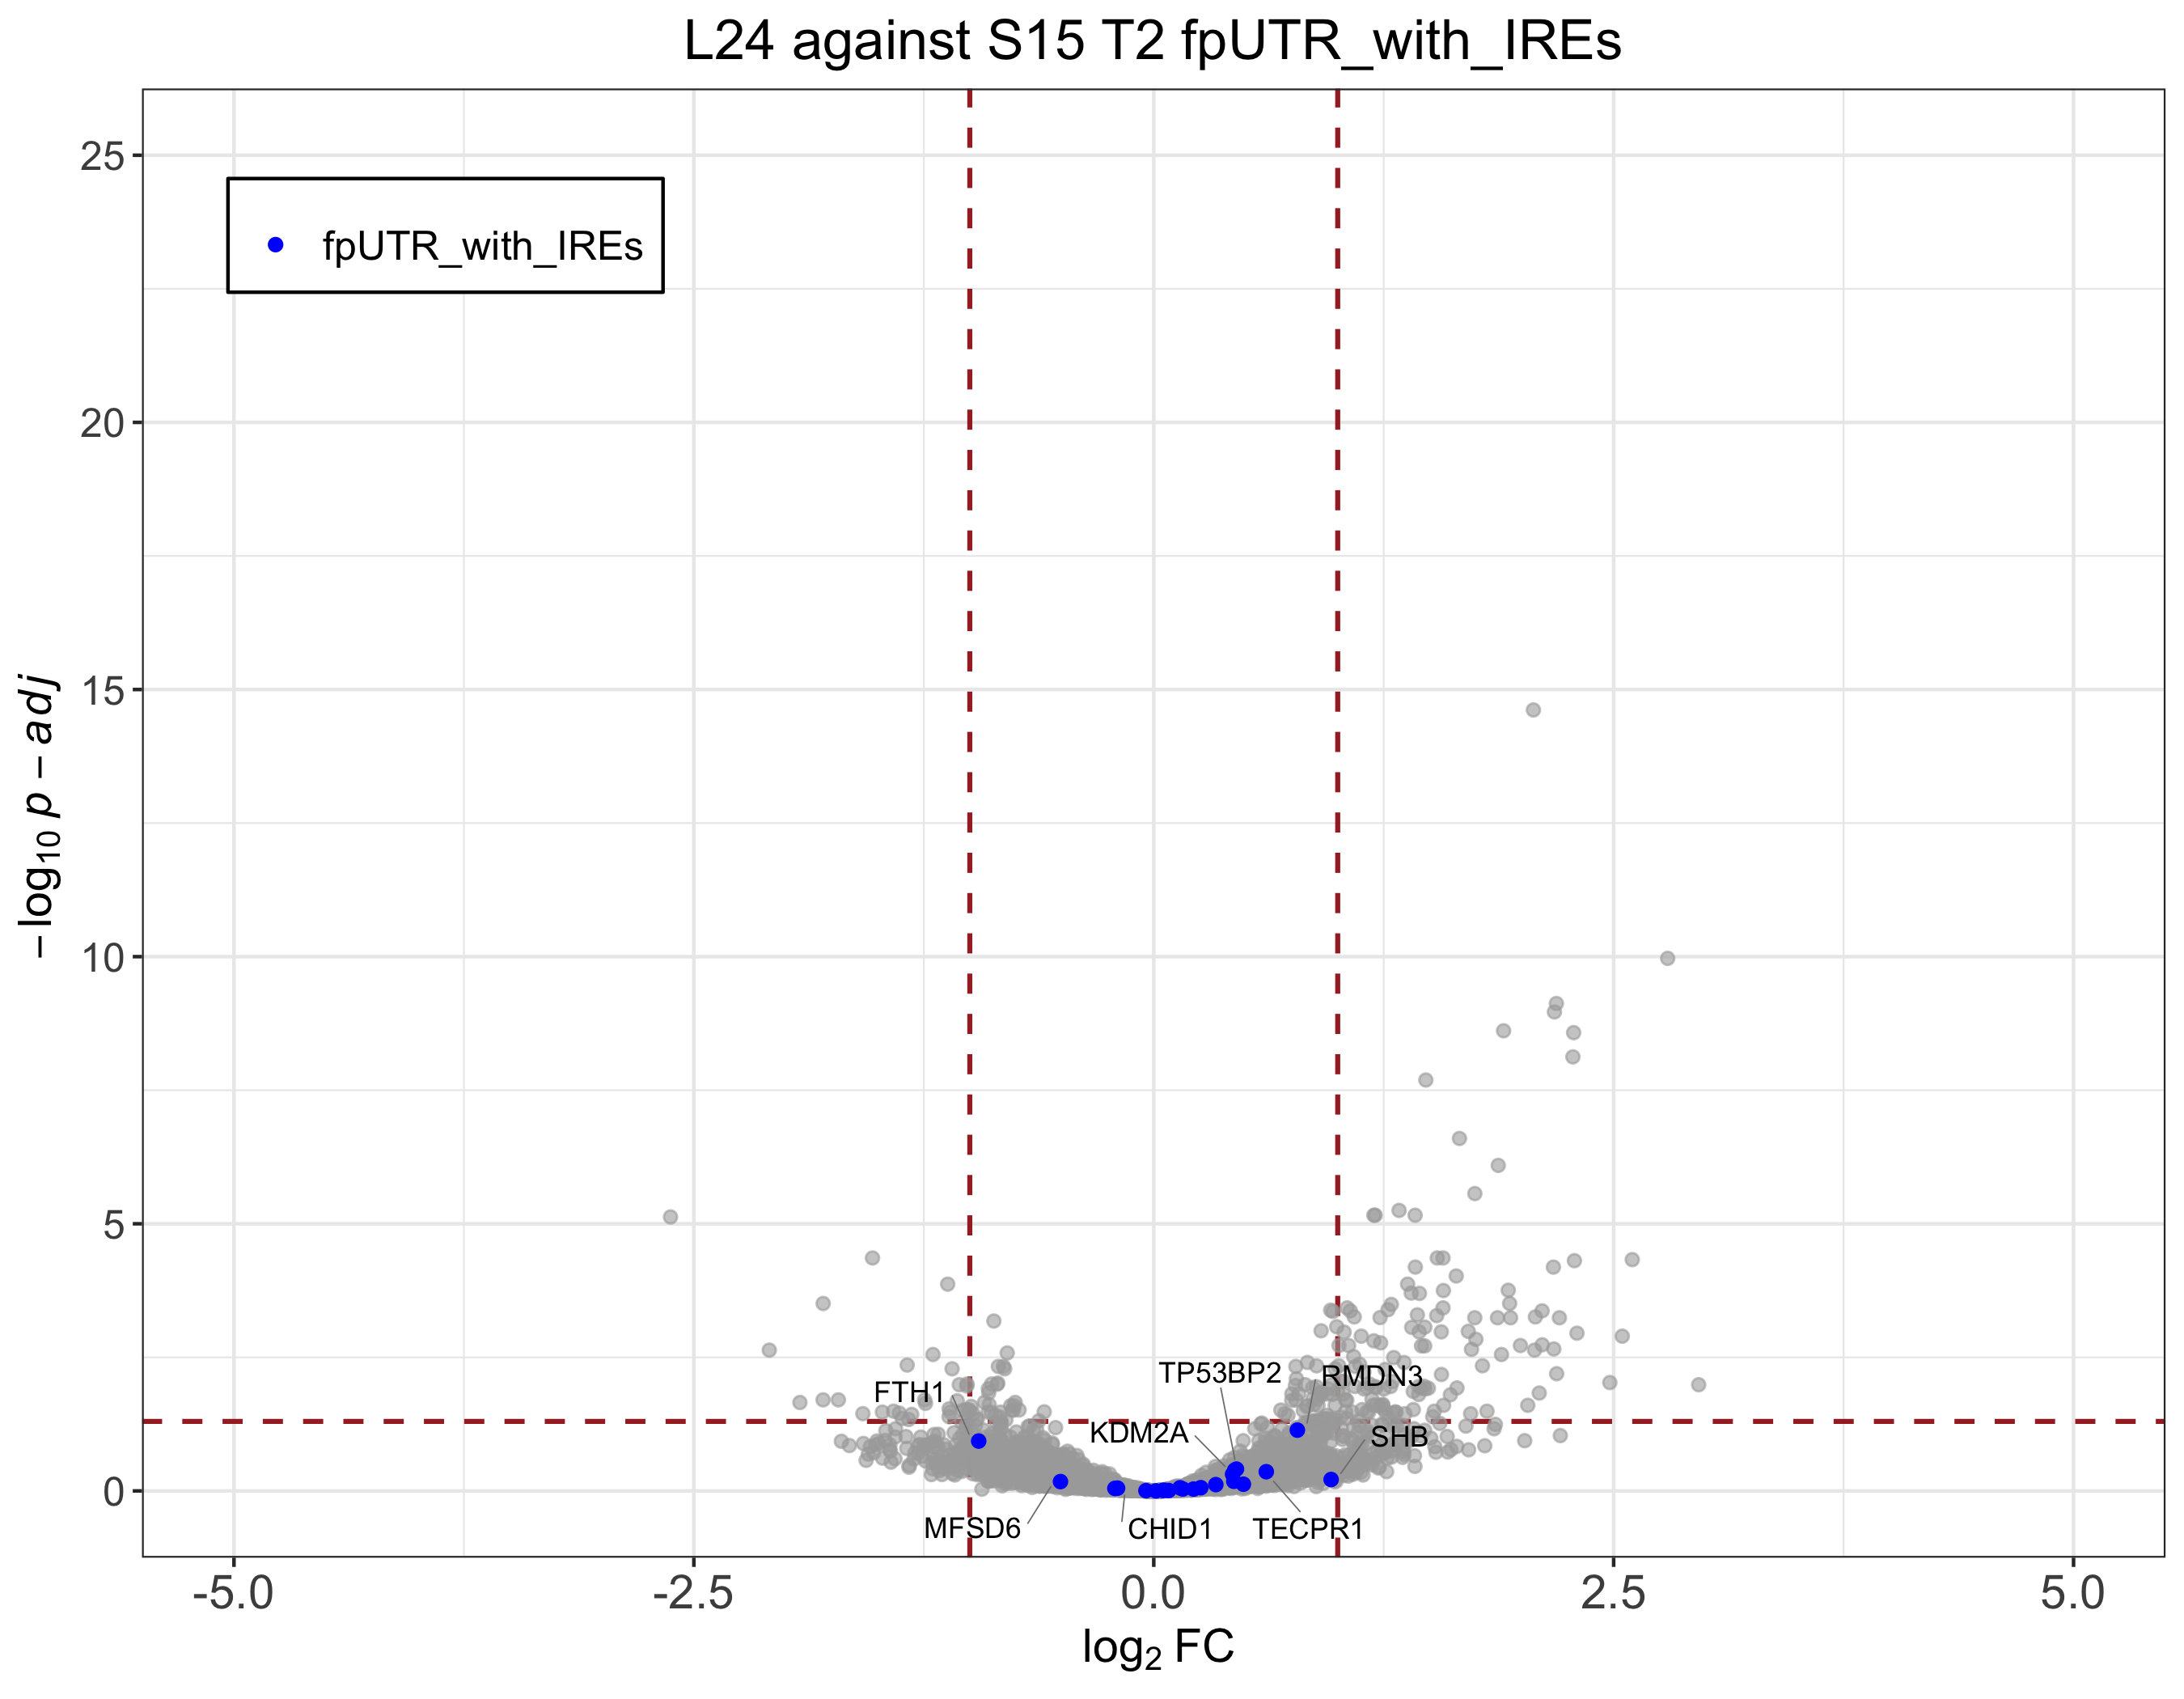 L24 against S15 T2 fpUTR_with_IREs
25
fpUTR_with_IREs
20
15
10
5
0
−log10 p − adj
TP53BP2
RMDN3
FTH1
KDM2A
SHB
MFSD6
CHID1
TECPR1
-5.0
-2.5
0.0
2.5
5.0
log2 FC